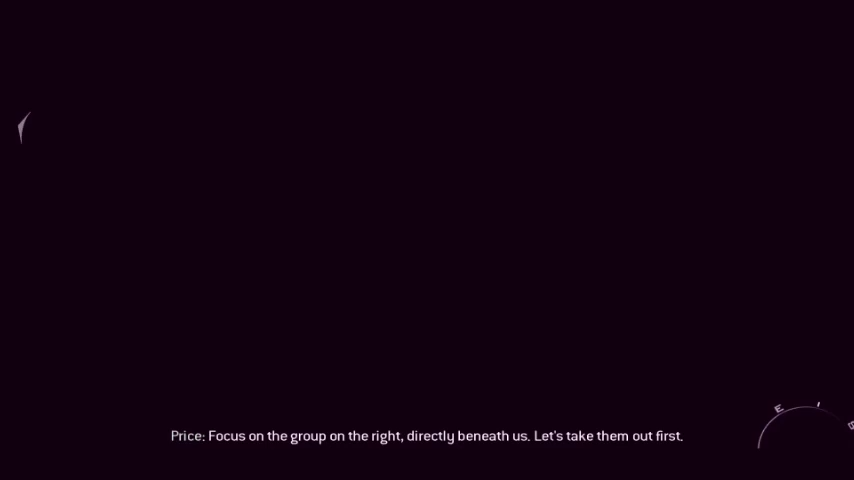 E
S
Price: Focus on the group on the right, directly beneath us. Let's take them out first.